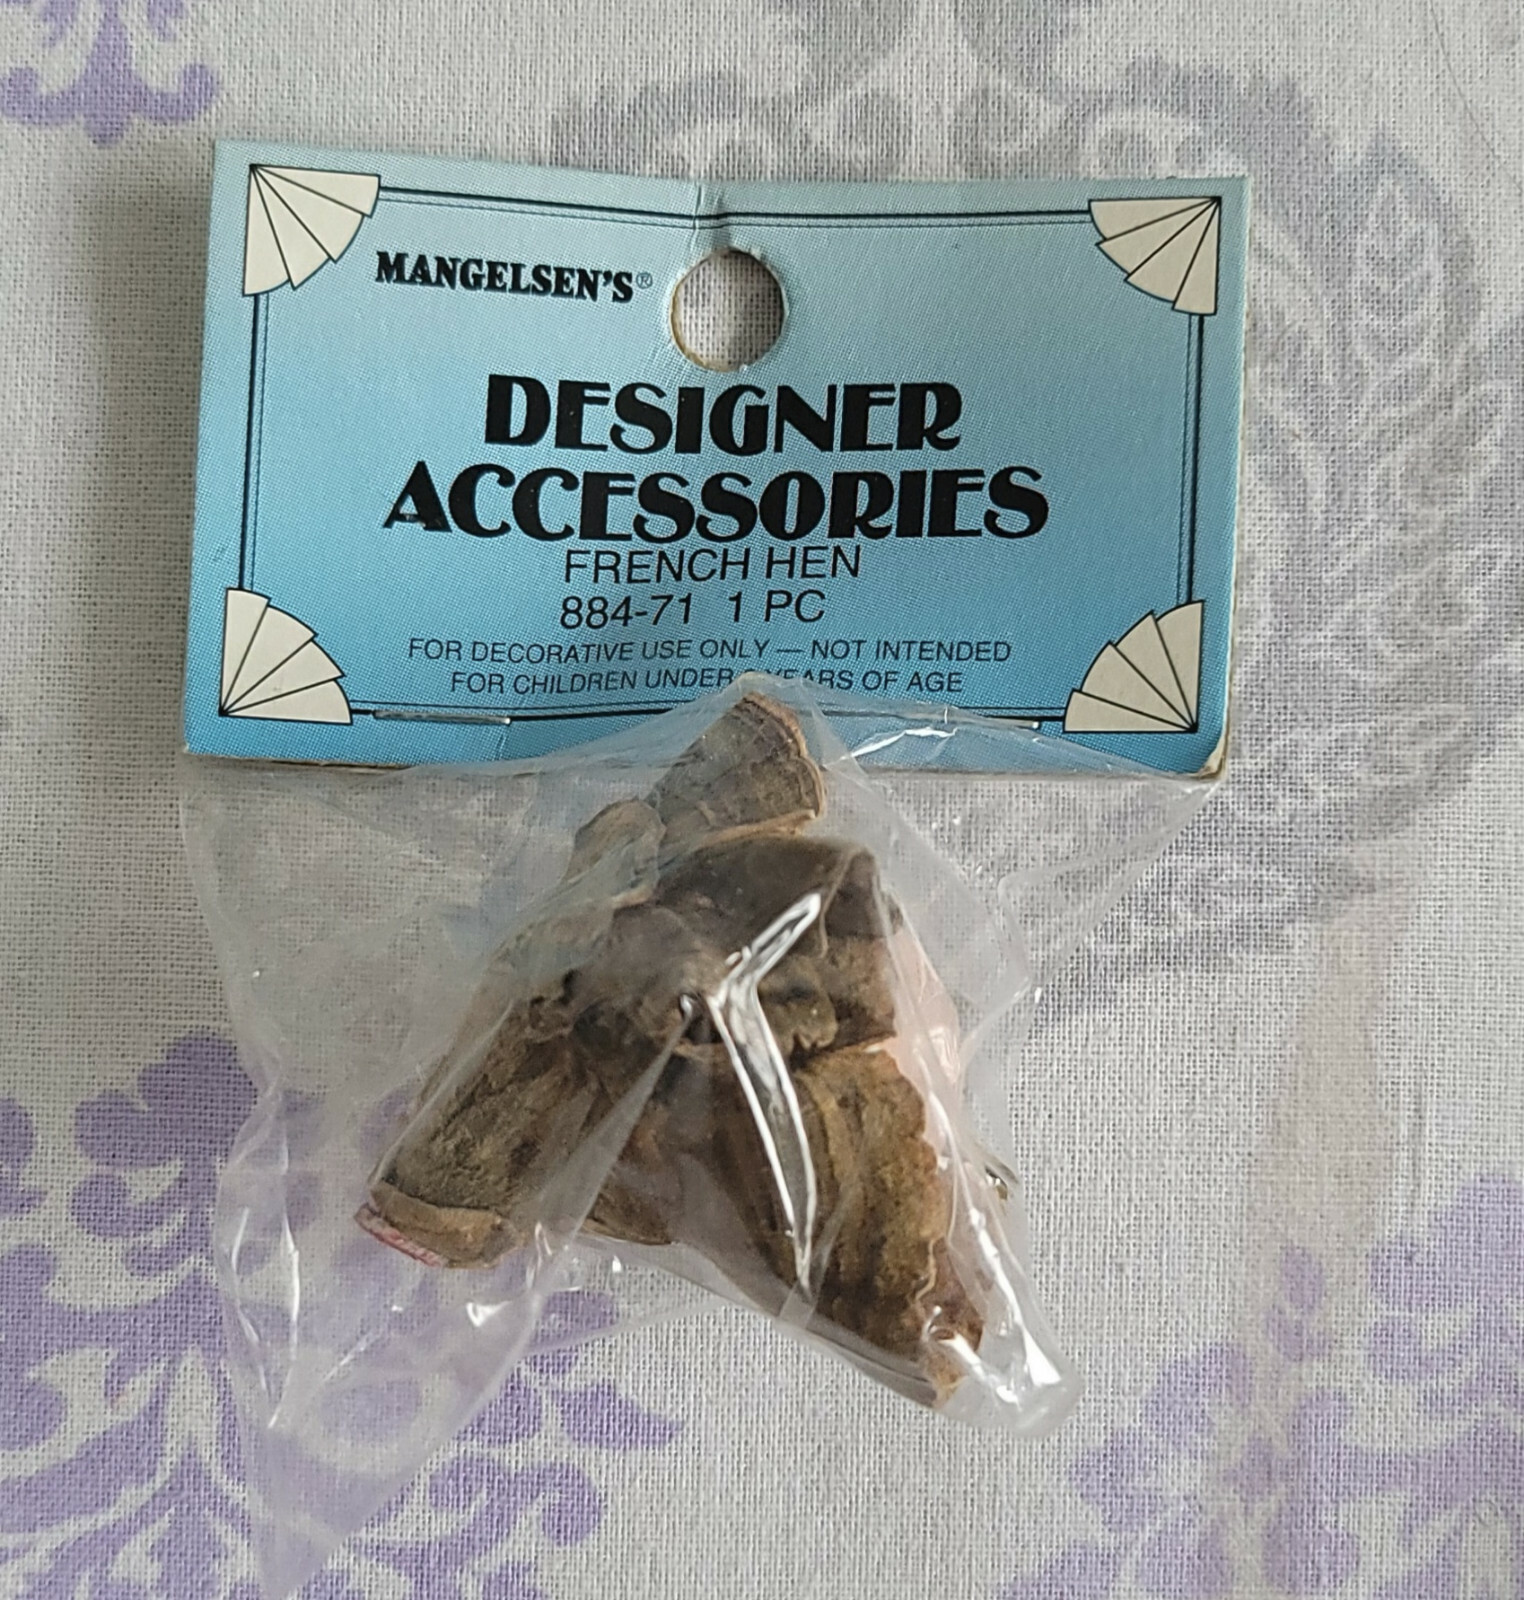 MANGELSEN'S®
DESIGNER
ACCESSORIES
FRENCH HEN
884-71 1 PC
FOR DECORATIVE USE ONLY — NOT INTENDED
FOR CHILDREN UNDER YEARS OF AGE